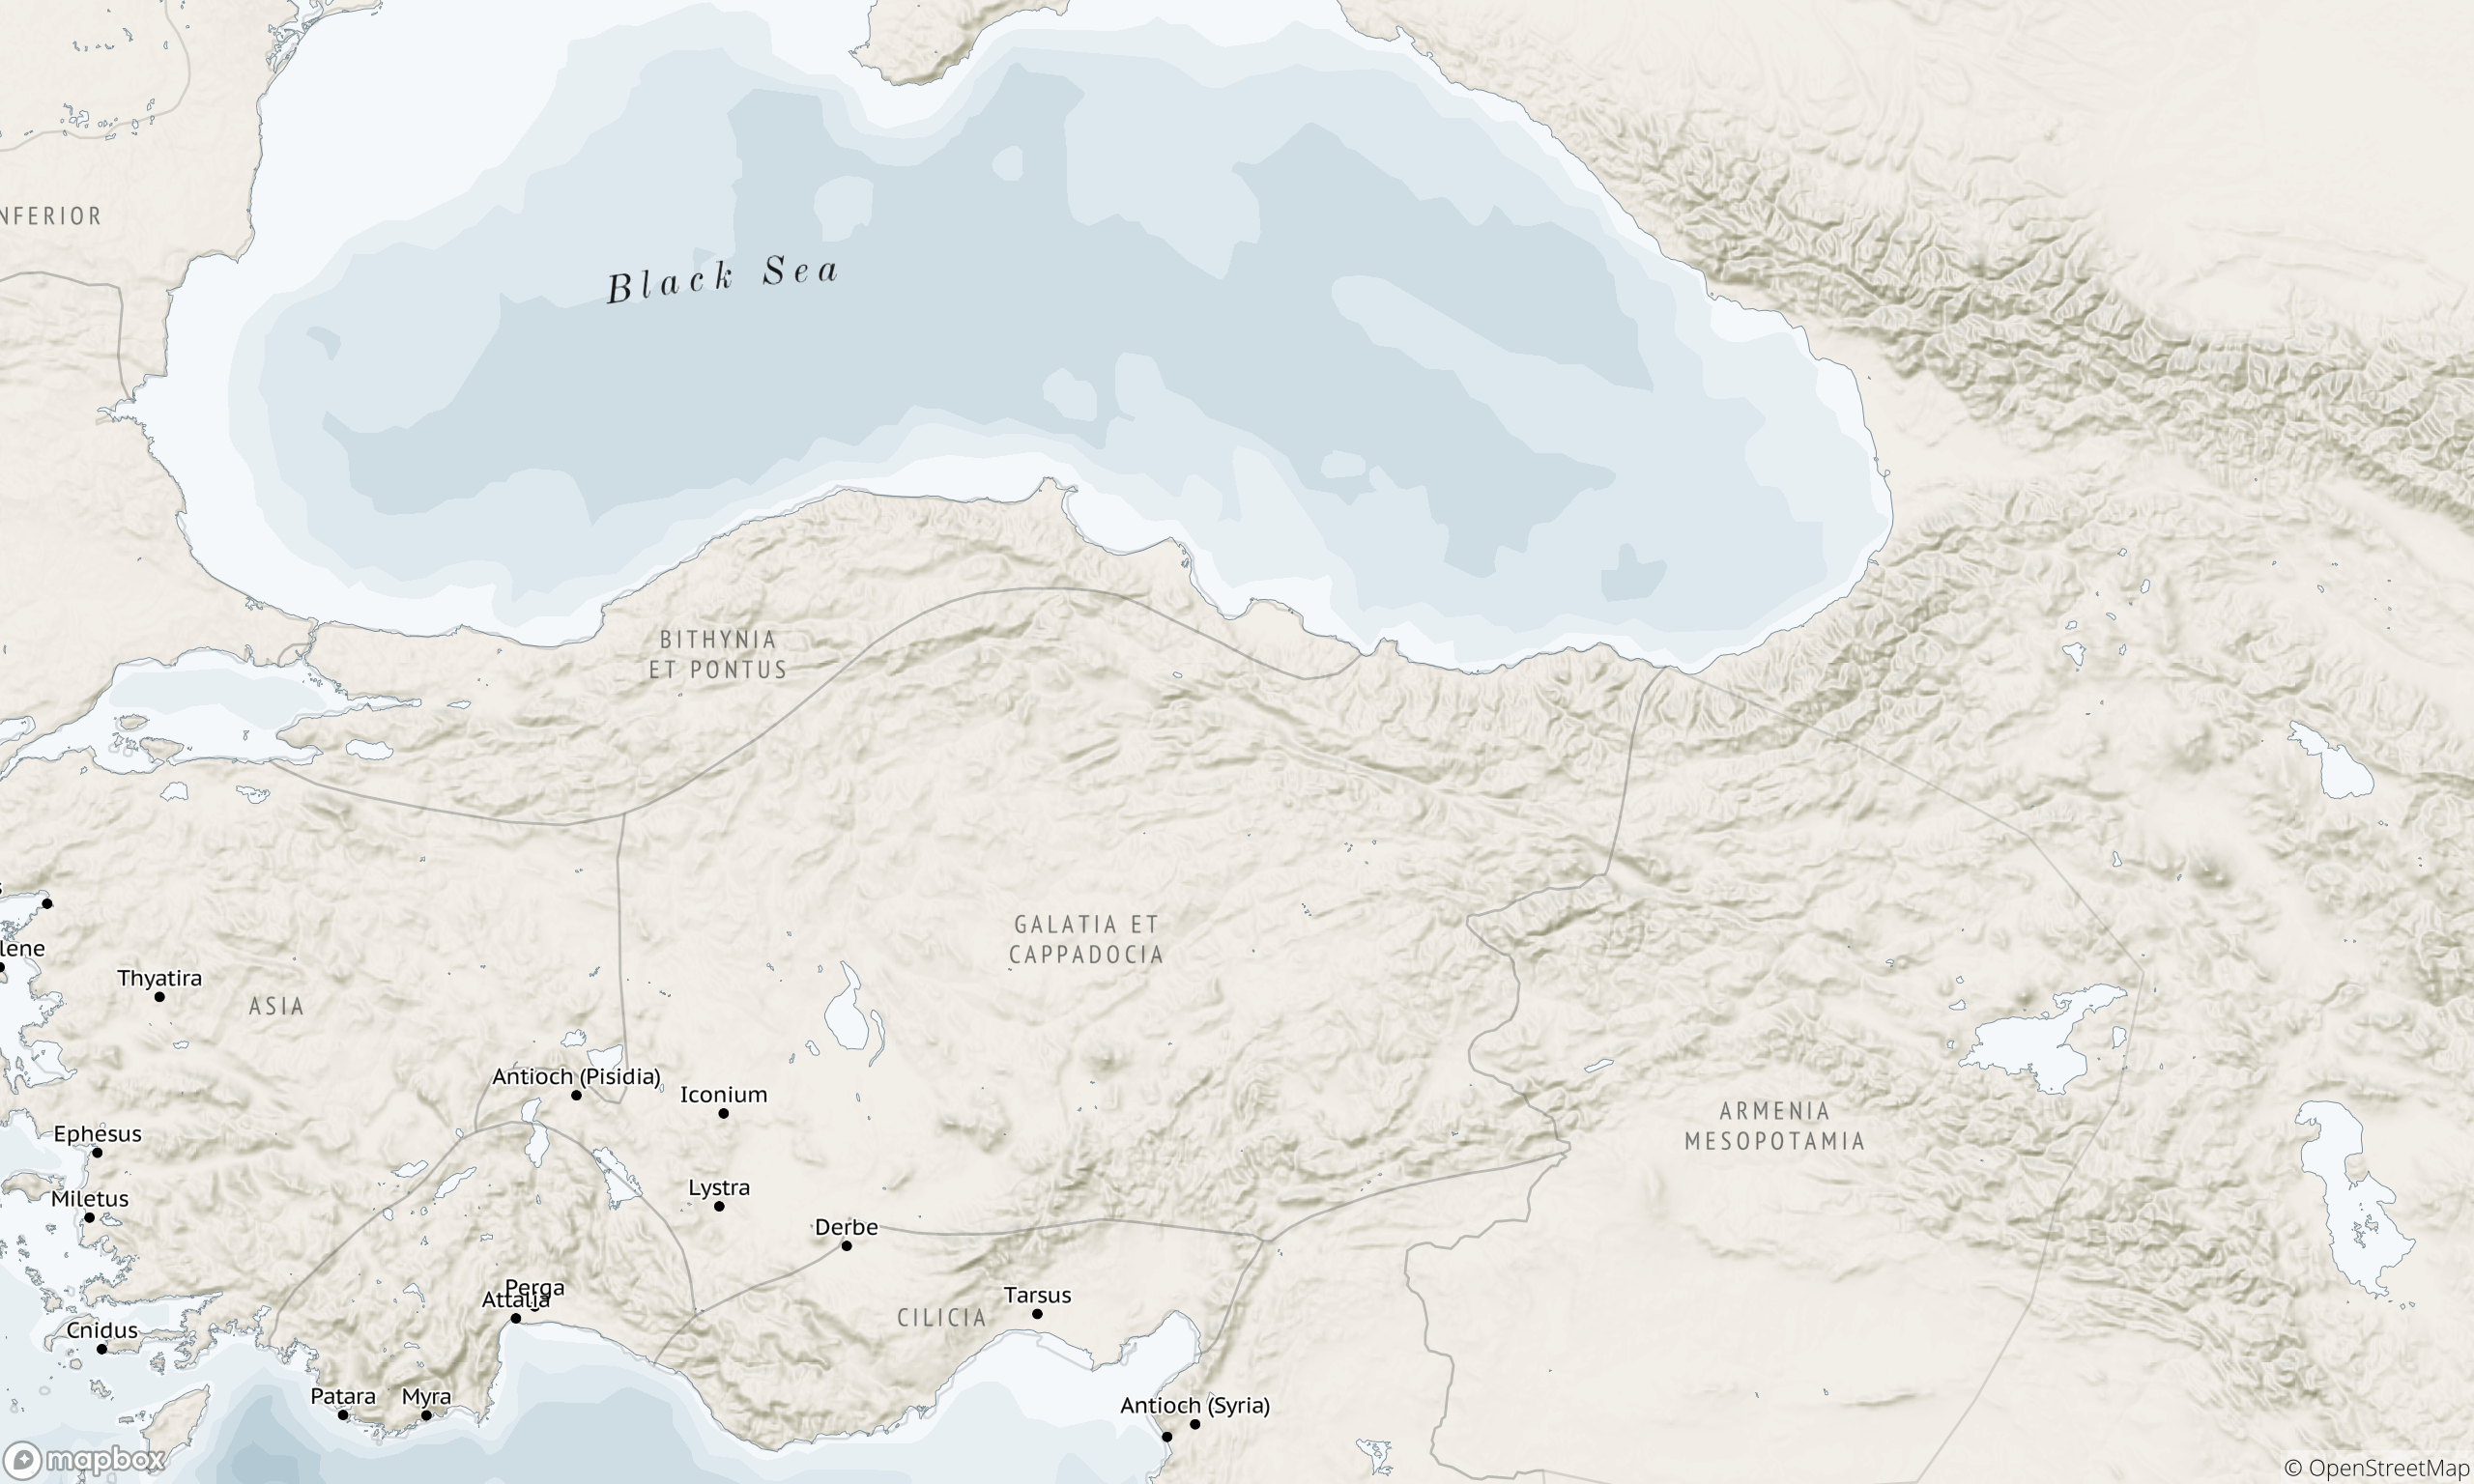 NFERIOR
Black Sea
BITHYNIA
ET PONTUS
GALATIA ET
CAPPADOCIA
lene
Thyatira
ASIA
Antioch (Pisidia)
Iconium
ARMENIA
MESOPOTAMIA
Ephesus
Lystra
Miletus
Derbe
Perga
Attalia
Tarsus
CILICIA
Cnidus
Patara
Myra
Antioch (Syria)
mapbox
© OpenStreetMap